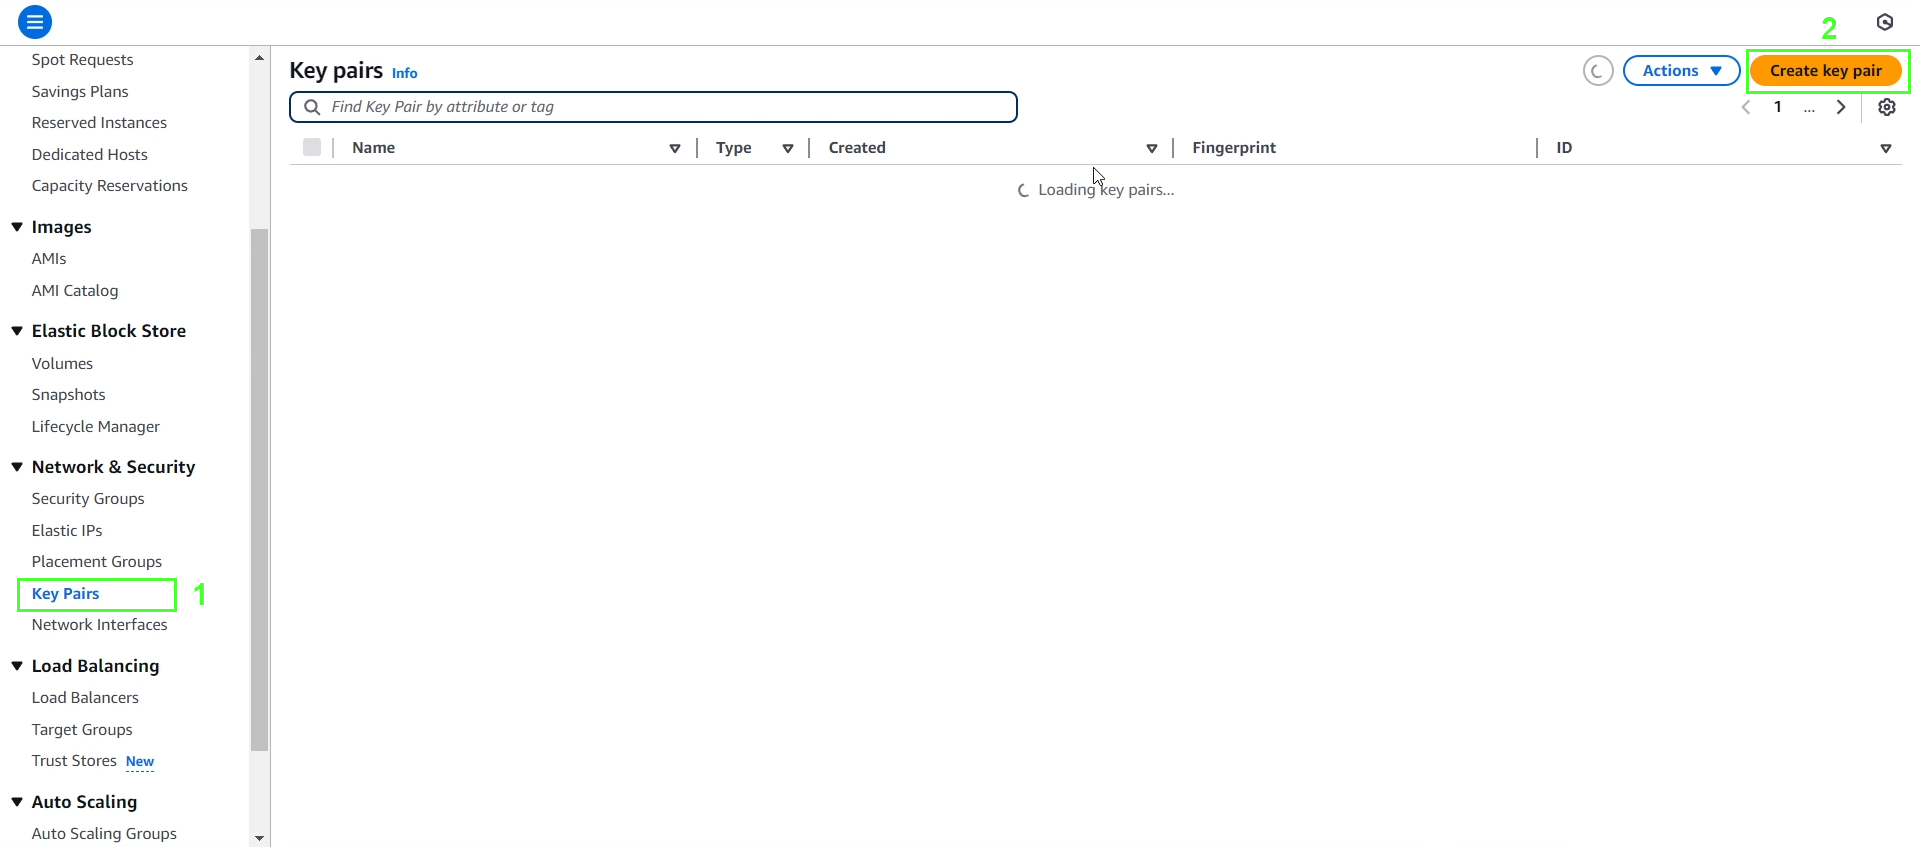 2
Spot Requests
Savings Plans
Reserved Instances
Dedicated Hosts
Capacity Reservations
Images
AMIs
AMI Catalog
Elastic Block Store
Volumes
Snapshots
Lifecycle Manager
Network & Security
Security Groups
Elastic IPs
Placement Groups
Key Pairs 1
Network Interfaces
Load Balancing
Load Balancers
Target Groups
Trust Stores New
Auto Scaling
Auto Scaling Groups
Key pairs Info
Actions
Create key pair
Find Key Pair by attribute or tag
1 ...
Name Type Created Fingerprint ID
Loading key pairs...